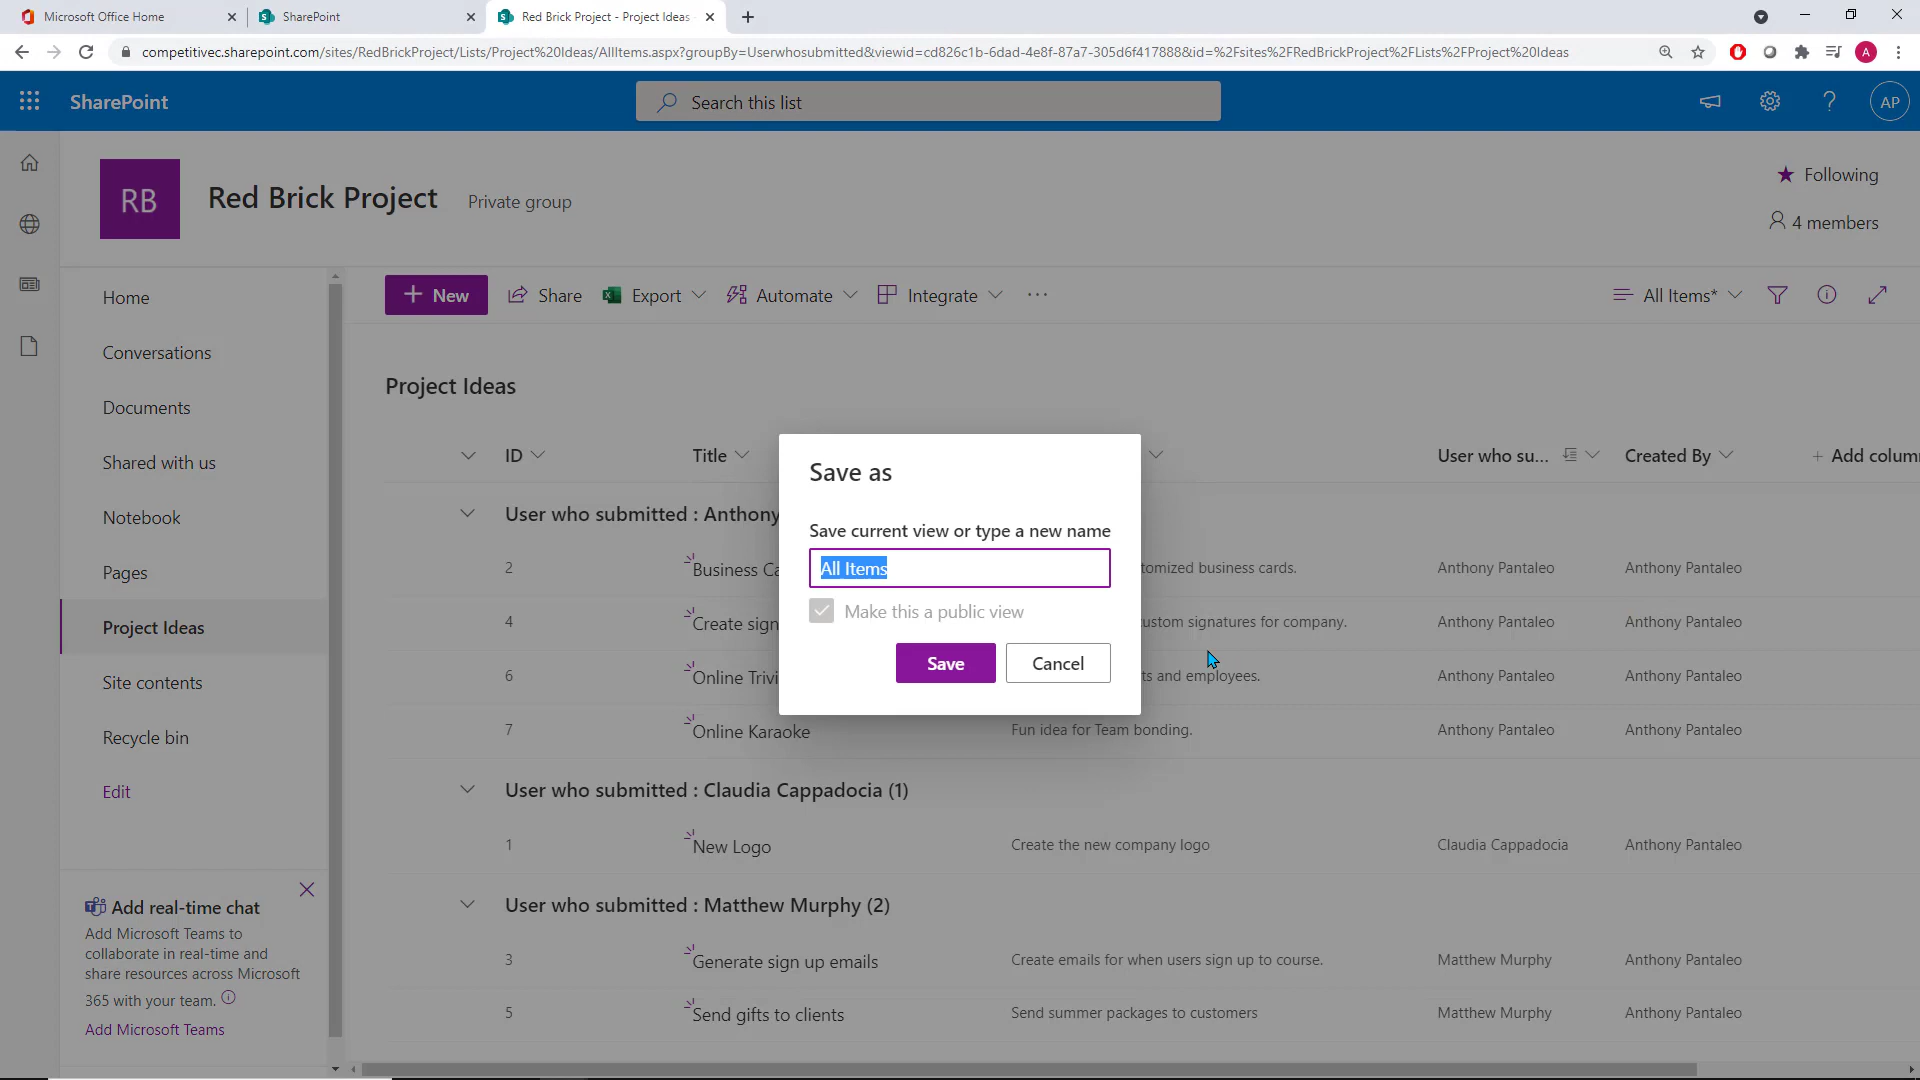 Microsoft Office Home
SharePoint
Red Brick Project - Project Ideas
competitivec.sharepoint.com/sites/RedBrickProject/Lists/Project%20Ideas/AllItems.aspx?groupBy=Userwhosubmitted&viewid=cd826c1b-6dad-4e8f-87a7-305d6f417888&id=%2Fsites%2FRedBrickProject%2FLists%2FProject%20Ideas
A
SharePoint
Search this list
AP
RB
Red Brick Project
Private group
Following
4 members
Home
Conversations
Documents
Shared with us
Notebook
Pages
Project Ideas
Site contents
Recycle bin
Edit
Add real-time chat
Add Microsoft Teams to
collaborate in real-time and
share resources across Microsoft
365 with your team.
Add Microsoft Teams
+ New
Share
Export
Automate
Integrate
All Items*
Project Ideas
ID
Title
User who su...
Created By
+ Add colum
User who submitted : Anthony
2 Business Ca tomized business cards. Anthony Pantaleo Anthony Pantaleo
4 Create sign custom signatures for company. Anthony Pantaleo Anthony Pantaleo
6 Online Trivi ts and employees. Anthony Pantaleo Anthony Pantaleo
7 Online Karaoke Fun idea for Team bonding. Anthony Pantaleo Anthony Pantaleo
User who submitted : Claudia Cappadocia (1)
1 New Logo Create the new company logo Claudia Cappadocia Anthony Pantaleo
User who submitted : Matthew Murphy (2)
3 Generate sign up emails Create emails for when users sign up to course. Matthew Murphy Anthony Pantaleo
5 Send gifts to clients Send summer packages to customers Matthew Murphy Anthony Pantaleo
Save as
Save current view or type a new name
All Items
Make this a public view
Save
Cancel